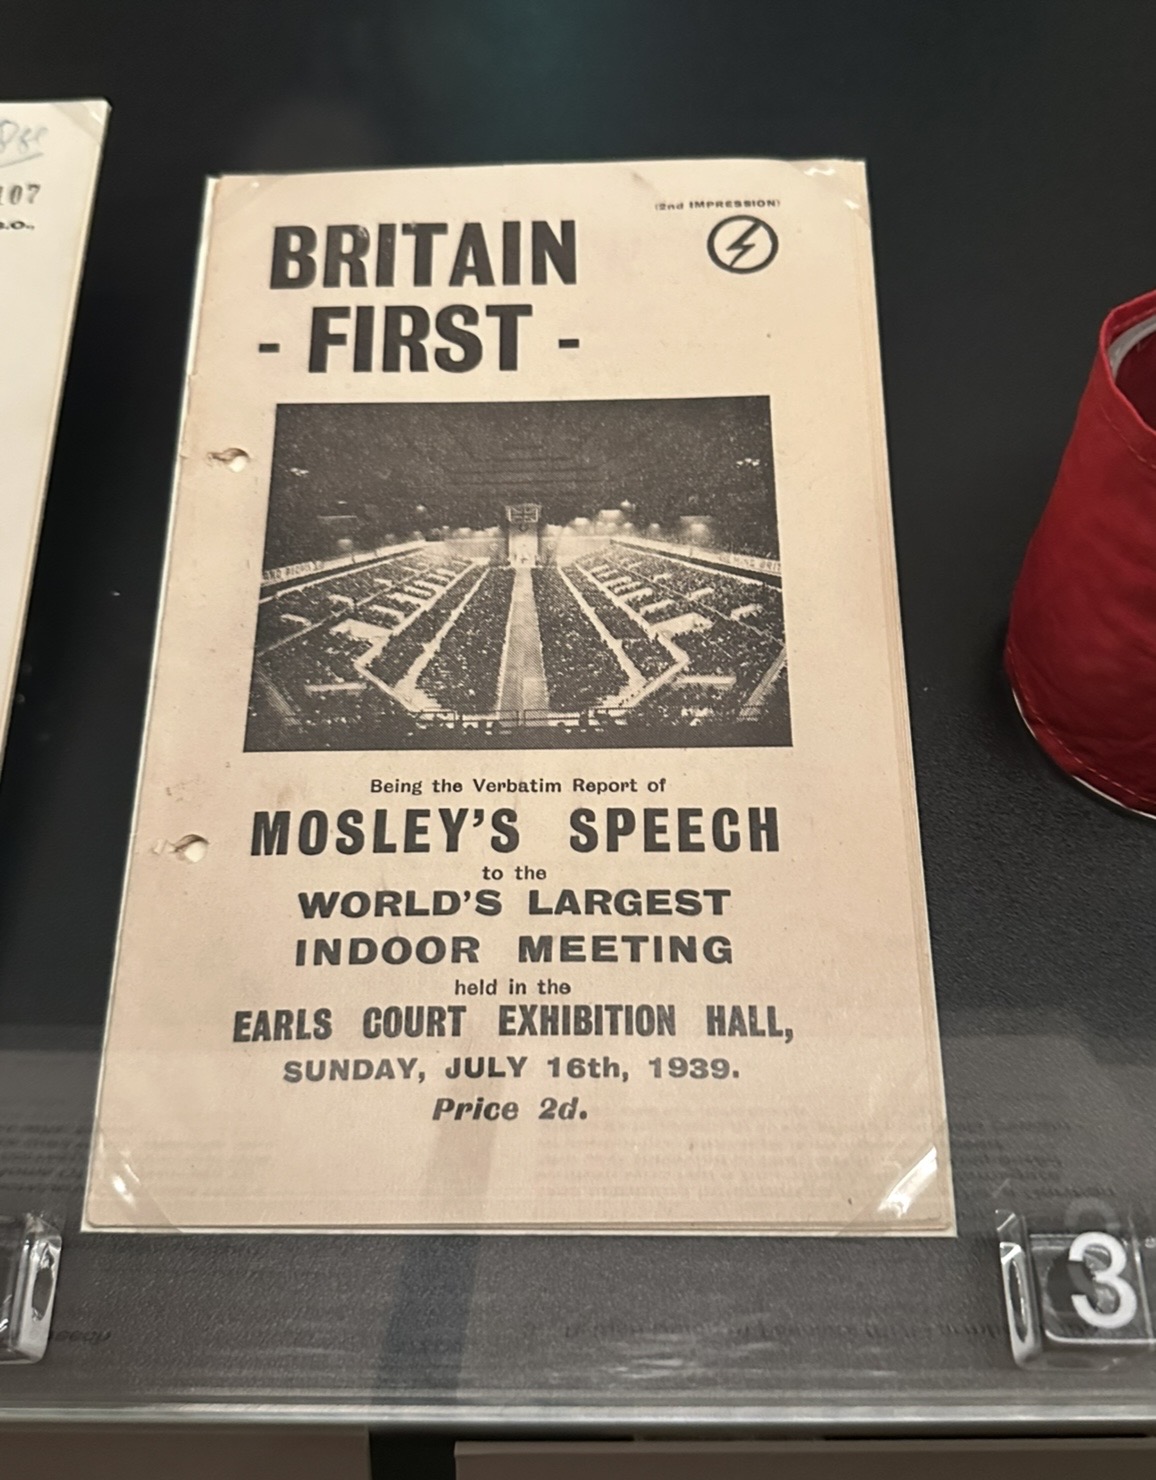 107
(2nd IMPRESSION)
BRITAIN
- FIRST -
Being the Verbatim Report of
MOSLEY'S SPEECH
to the
WORLD'S LARGEST
INDOOR MEETING
held in the
EARLS COURT EXHIBITION HALL,
SUNDAY, JULY 16th, 1939.
Price 2d.
3